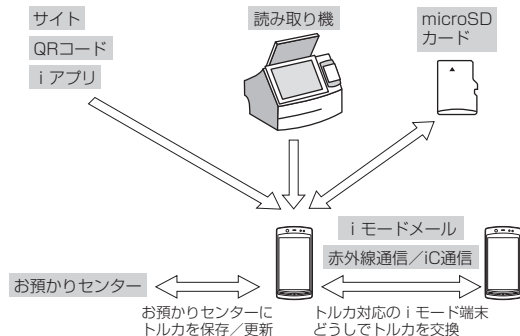 サイト
QRコード
iアプリ
読み取り機
microSD
カード
iモードメール
赤外線通信/iC通信
お預かりセンター
お預かりセンターに
トルカを保存/更新
トルカ対応のiモード端末
どうしでトルカを交換